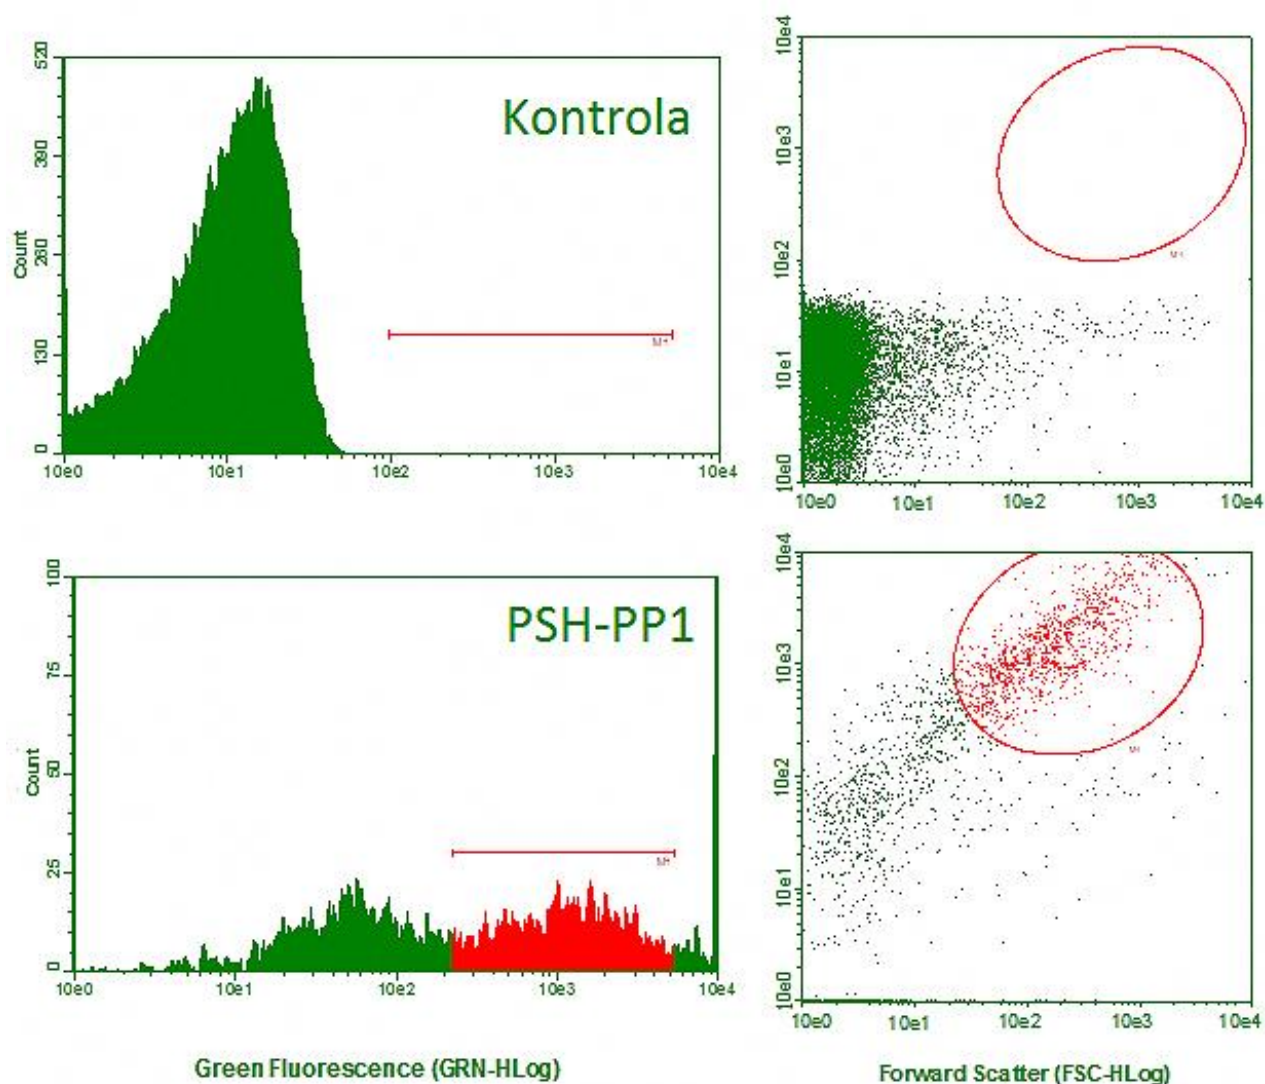 520
390
260
130
0
Count
Kontrola
10e0 10e1 10e2 10e3 10e4
10e4
10e3
10e2
10e1
10e0
10e0 10e1 10e2 10e3 10e4
100
75
50
25
0
Count
PSH-PP1
10e0 10e1 10e2 10e3 10e4
Green Fluorescence (GRN-HLog)
10e4
10e3
10e2
10e1
10e0
10e0 10e1 10e2 10e3 10e4
Forward Scatter (FSC-HLog)